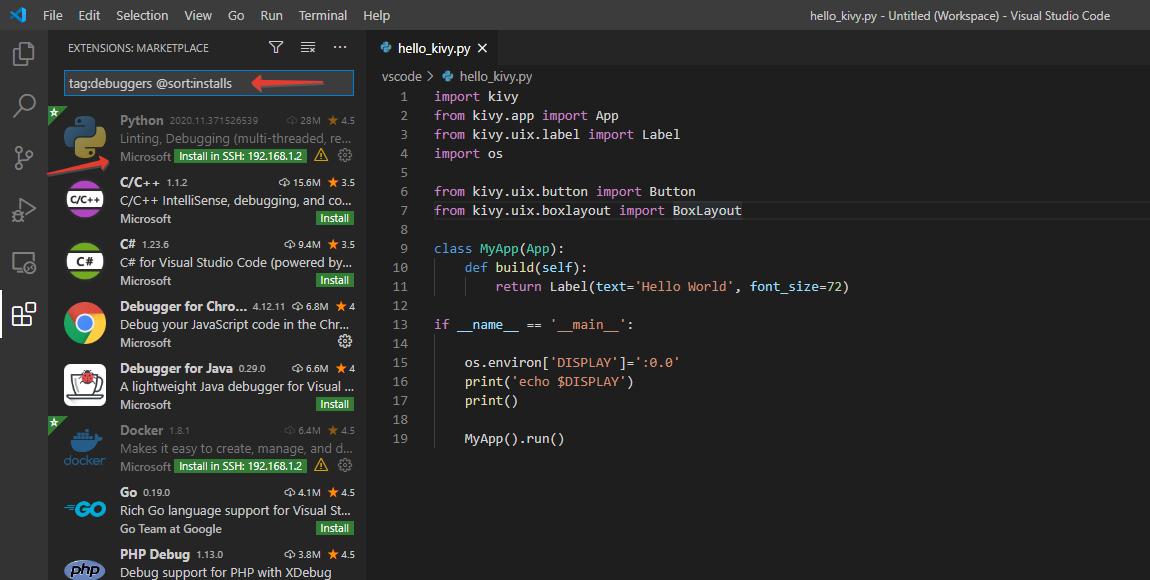 File Edit Selection View Go Run Terminal Help hello_kivy.py - Untitled (Workspace) - Visual Studio Code
EXTENSIONS: MARKETPLACE
tag:debuggers @sort:installs
Python 2020.11.371526539 28M 4.5
Linting, Debugging (multi-threaded, re...
Microsoft Install in SSH: 192.168.1.2
C/C++
C/C++ 1.1.2 15.6M 3.5
C/C++ IntelliSense, debugging, and co...
Microsoft Install
C#
C# 1.23.6 9.4M 3.5
C# for Visual Studio Code (powered by...
Microsoft Install
Debugger for Chro... 4.12.11 6.8M 4
Debug your JavaScript code in the Chr...
Microsoft
Debugger for Java 0.29.0 6.6M 4
A lightweight Java debugger for Visual ...
Microsoft Install
docker
Docker 1.8.1 6.4M 4.5
Makes it easy to create, manage, and d...
Microsoft Install in SSH: 192.168.1.2
GO
Go 0.19.0 4.1M 4.5
Rich Go language support for Visual St...
Go Team at Google Install
php
PHP Debug 1.13.0 3.8M 4.5
Debug support for PHP with XDebug
hello_kivy.py
vscode > hello_kivy.py
1 import kivy
2 from kivy.app import App
3 from kivy.uix.label import Label
4 import os
5
6 from kivy.uix.button import Button
7 from kivy.uix.boxlayout import BoxLayout
8
9 class MyApp(App):
10 def build(self):
11 return Label(text='Hello World', font_size=72)
12
13 if __name__ == '__main__':
14
15 os.environ['DISPLAY']=':0.0'
16 print('echo $DISPLAY')
17 print()
18
19 MyApp().run()